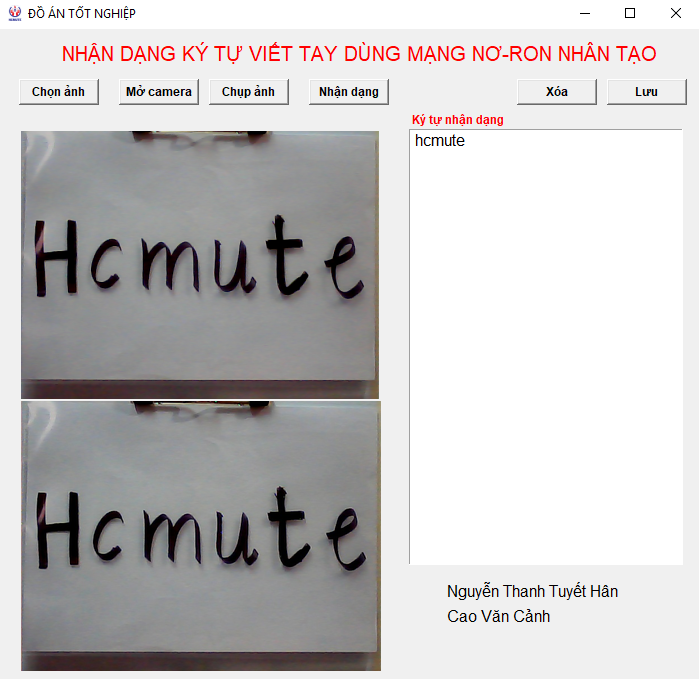 ĐỒ ÁN TỐT NGHIỆP
NHẬN DẠNG KÝ TỰ VIẾT TAY DÙNG MẠNG NƠ-RON NHÂN TẠO
Chọn ảnh Mở camera Chụp ảnh Nhận dạng Xóa Lưu
Ký tự nhận dạng
hcmute
Hcmute
Hcmute
Nguyễn Thanh Tuyết Hân
Cao Văn Cảnh